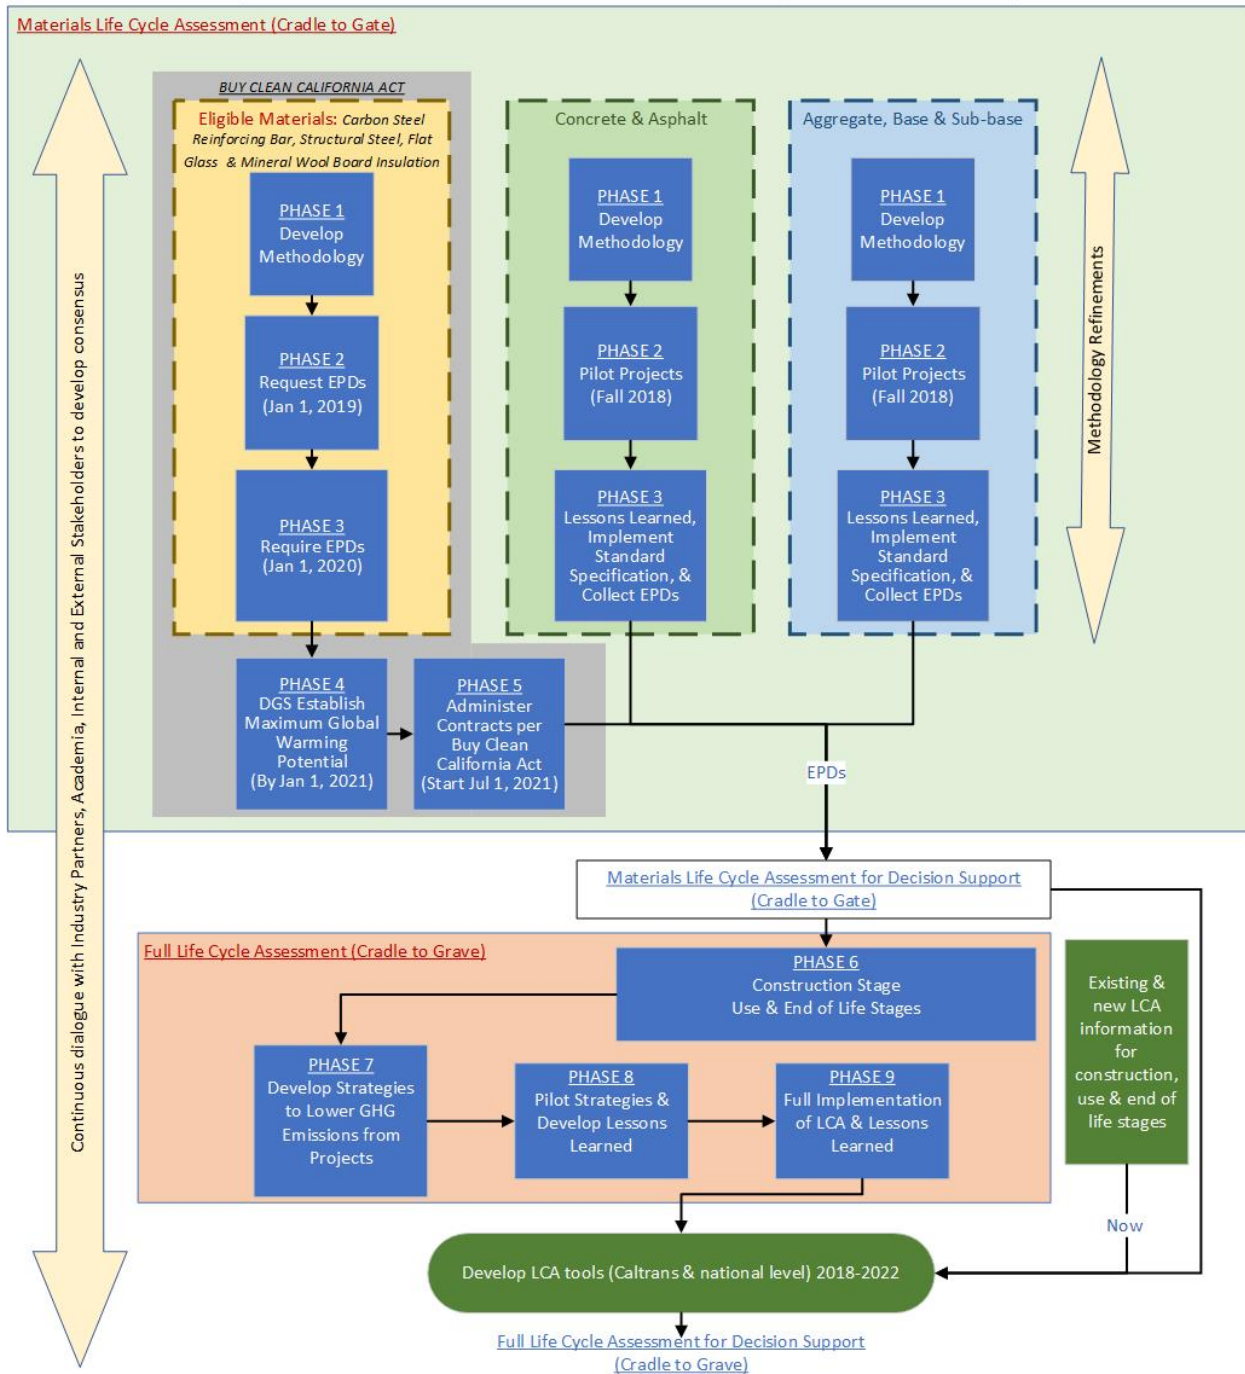 Materials Life Cycle Assessment (Cradle to Gate)
Continuous dialogue with Industry Partners, Academia, Internal and External Stakeholders to develop consensus
BUY CLEAN CALIFORNIA ACT
Eligible Materials: Carbon Steel
Reinforcing Bar, Structural Steel, Flat
Glass & Mineral Wool Board Insulation
PHASE 1
Develop
Methodology
PHASE 2
Request EPDs
(Jan 1, 2019)
PHASE 3
Require EPDs
(Jan 1, 2020)
PHASE 4
DGS Establish
Maximum Global
Warming
Potential
(By Jan 1, 2021)
PHASE 5
Administer
Contracts per
Buy Clean
California Act
(Start Jul 1, 2021)
Concrete & Asphalt
PHASE 1
Develop
Methodology
PHASE 2
Pilot Projects
(Fall 2018)
PHASE 3
Lessons Learned,
Implement
Standard
Specification, &
Collect EPDs
Aggregate, Base & Sub-base
PHASE 1
Develop
Methodology
PHASE 2
Pilot Projects
(Fall 2018)
PHASE 3
Lessons Learned,
Implement
Standard
Specification, &
Collect EPDs
Methodology Refinements
EPDs
Materials Life Cycle Assessment for Decision Support
(Cradle to Gate)
Full Life Cycle Assessment (Cradle to Grave)
PHASE 6
Construction Stage
Use & End of Life Stages
PHASE 7
Develop Strategies
to Lower GHG
Emissions from
Projects
PHASE 8
Pilot Strategies &
Develop Lessons
Learned
PHASE 9
Full Implementation
of LCA & Lessons
Learned
Existing &
new LCA
information
for
construction,
use & end of
life stages
Now
Develop LCA tools (Caltrans & national level) 2018-2022
Full Life Cycle Assessment for Decision Support
(Cradle to Grave)